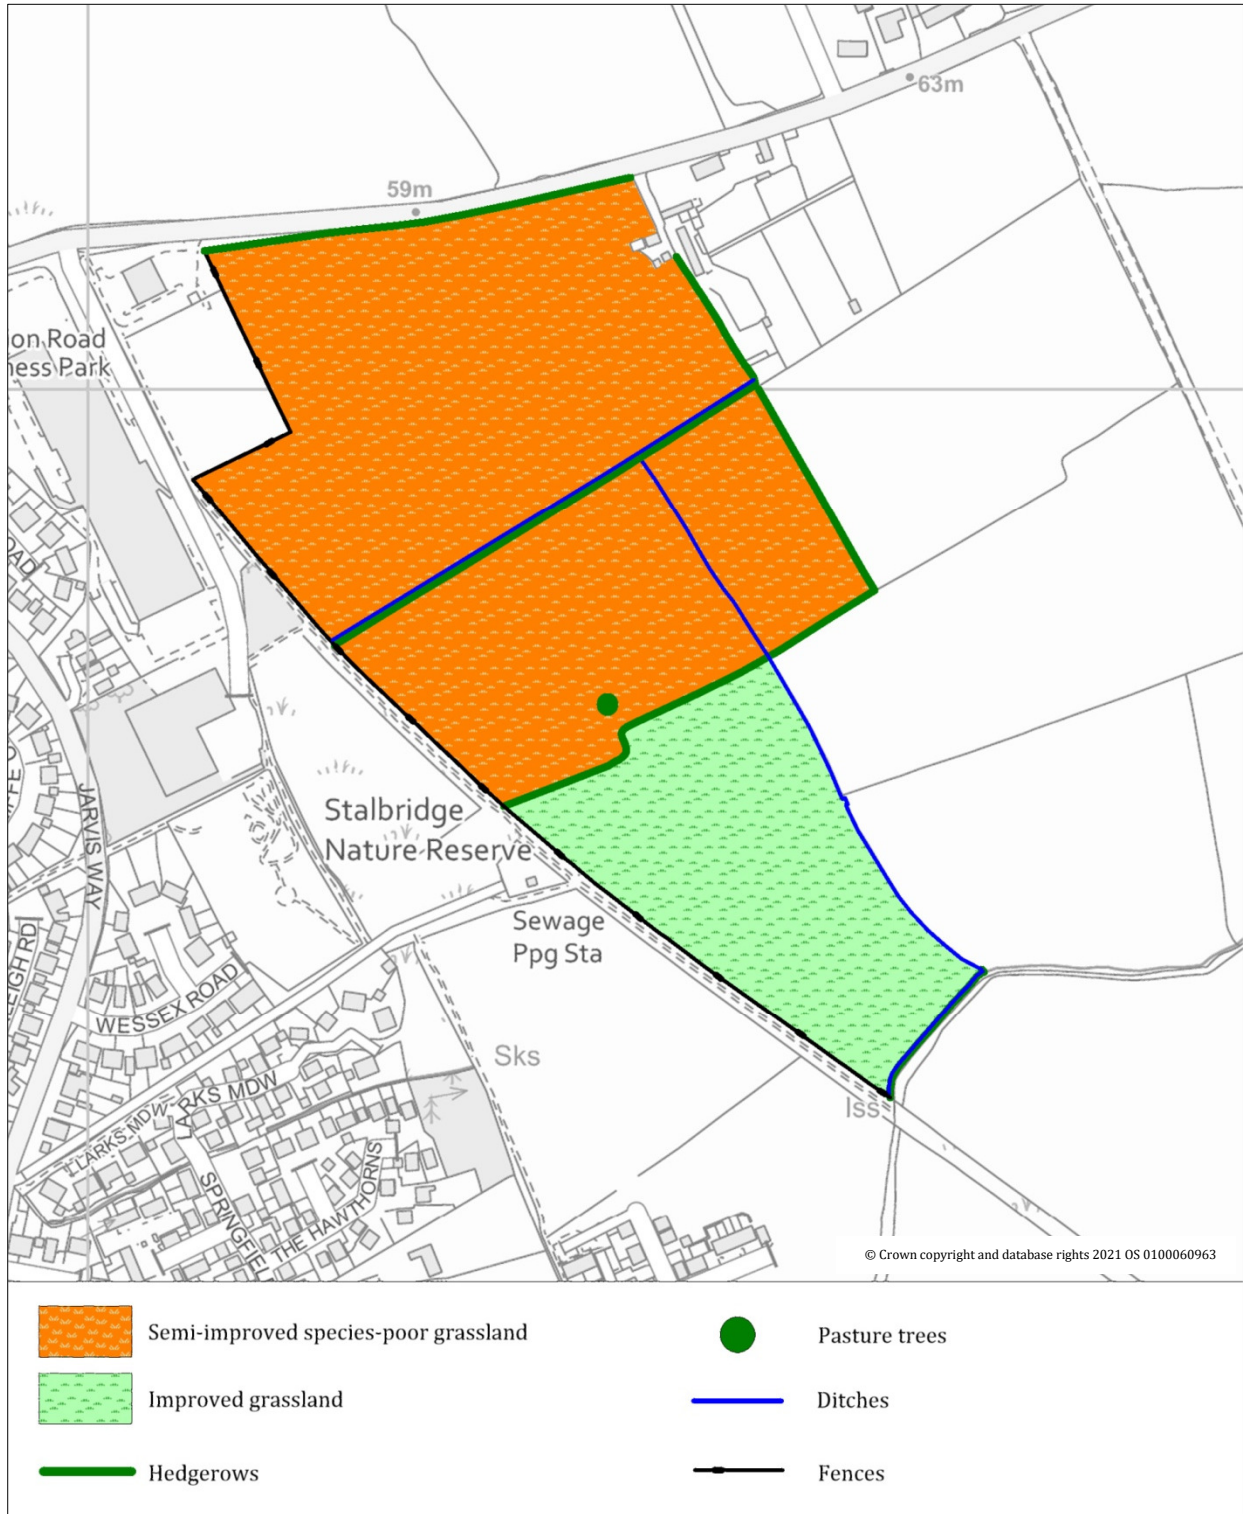 63m
59m
on Road
ness Park
OAD
Stalbridge
Nature Reserve
JARVIS WAY
Sewage
Ppg Sta
WESSEX ROAD
Sks
LARKS MDW
Iss
LARKS MDW
SPRINGFIE
THE HAWTHORNS
© Crown copyright and database rights 2021 OS 0100060963
Semi-improved species-poor grassland
Pasture trees
Improved grassland
Ditches
Hedgerows
Fences